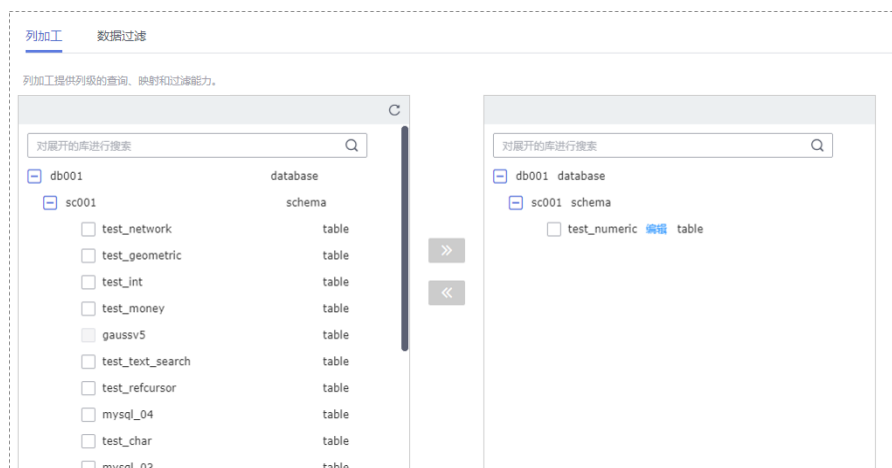 列加工 数据过滤
列加工提供列级的查询、映射和过滤能力。
对展开的库进行搜索
db001 database
sc001 schema
test_network table
test_geometric table
test_int table
test_money table
gaussv5 table
test_text_search table
test_refcursor table
mysql_04 table
test_char table
mysql_03 table
对展开的库进行搜索
db001 database
sc001 schema
test_numeric 编辑 table